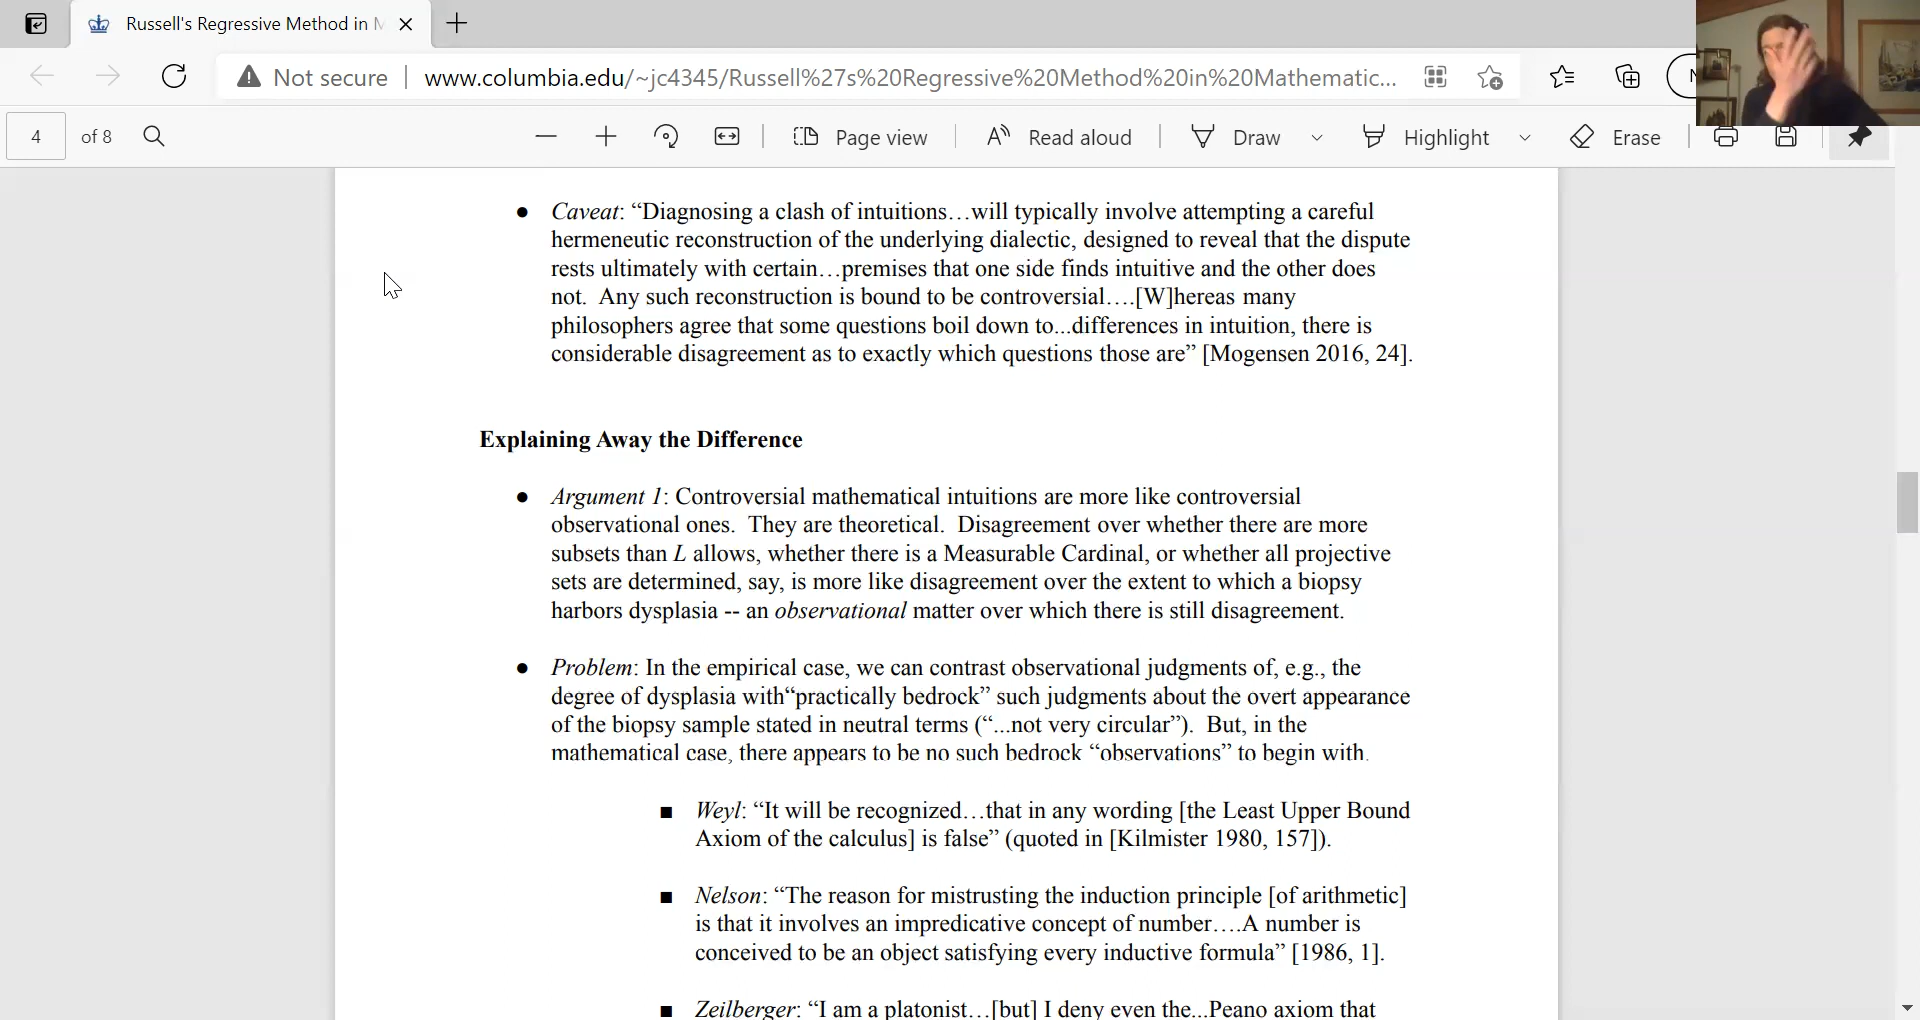 Russell's Regressive Method in M
Not secure
www.columbia.edu/~jc4345/Russell%27s%20Regressive%20Method%20in%20Mathematic...
4 of 8
Page view
Read aloud
Draw
Highlight
Erase
● Caveat: “Diagnosing a clash of intuitions…will typically involve attempting a careful
hermeneutic reconstruction of the underlying dialectic, designed to reveal that the dispute
rests ultimately with certain…premises that one side finds intuitive and the other does
not.  Any such reconstruction is bound to be controversial….[W]hereas many
philosophers agree that some questions boil down to...differences in intuition, there is
considerable disagreement as to exactly which questions those are” [Mogensen 2016, 24].
Explaining Away the Difference
● Argument 1: Controversial mathematical intuitions are more like controversial
observational ones.  They are theoretical.  Disagreement over whether there are more
subsets than L allows, whether there is a Measurable Cardinal, or whether all projective
sets are determined, say, is more like disagreement over the extent to which a biopsy
harbors dysplasia -- an observational matter over which there is still disagreement.
● Problem: In the empirical case, we can contrast observational judgments of, e.g., the
degree of dysplasia with“practically bedrock” such judgments about the overt appearance
of the biopsy sample stated in neutral terms (“...not very circular”).  But, in the
mathematical case, there appears to be no such bedrock “observations” to begin with.
■ Weyl: “It will be recognized…that in any wording [the Least Upper Bound
Axiom of the calculus] is false” (quoted in [Kilmister 1980, 157]).
■ Nelson: “The reason for mistrusting the induction principle [of arithmetic]
is that it involves an impredicative concept of number….A number is
conceived to be an object satisfying every inductive formula” [1986, 1].
■ Zeilberger: “I am a platonist…[but] I deny even the...Peano axiom that